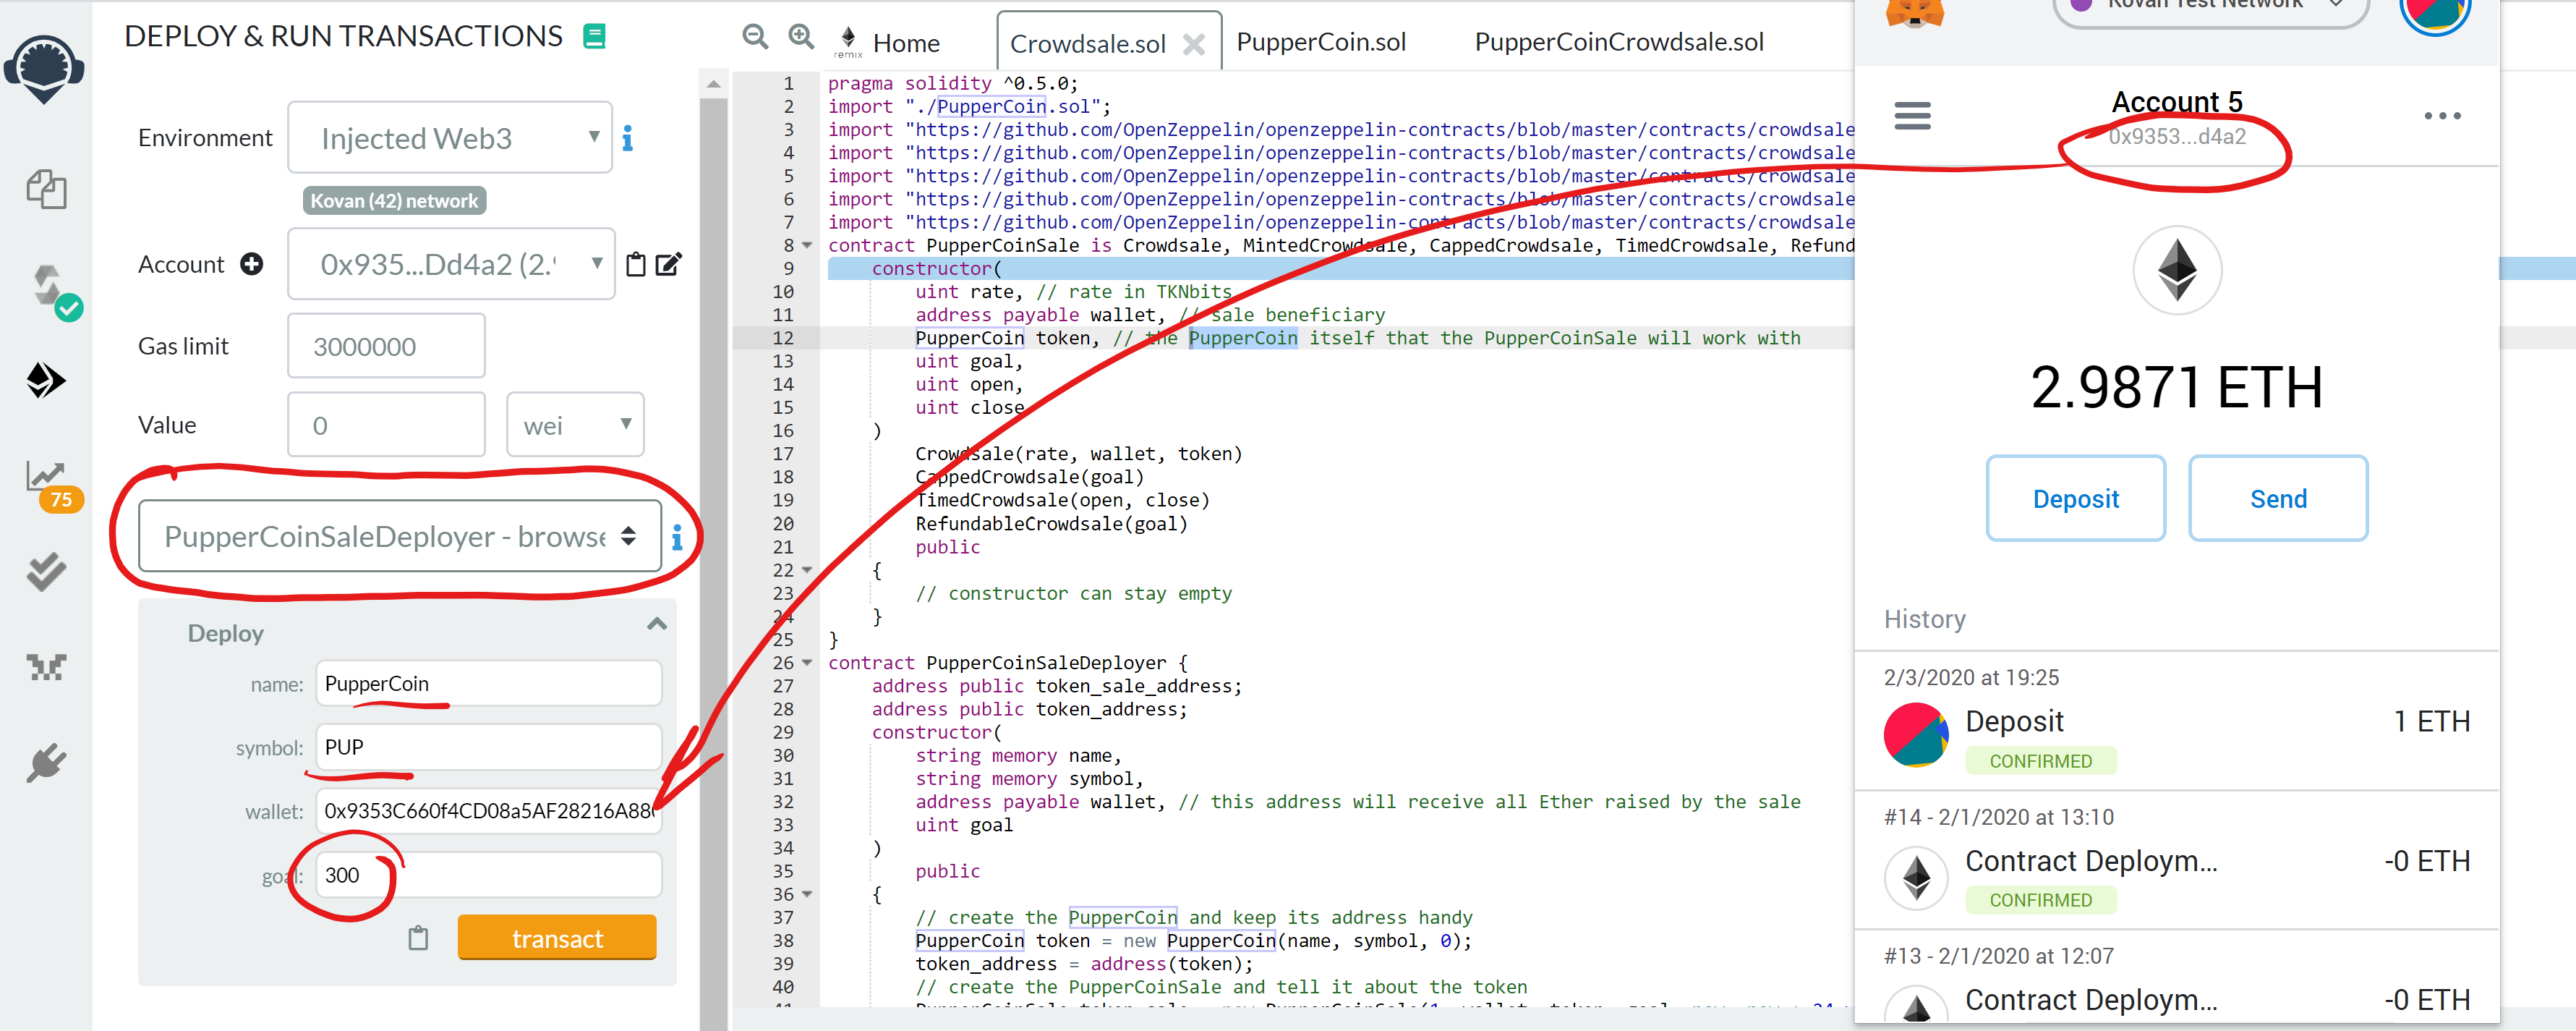 DEPLOY & RUN TRANSACTIONS
Environment
Injected Web3
Kovan (42) network
Account
0x935...Dd4a2 (2.
Gas limit
3000000
Value
0
wei
75
PupperCoinSaleDeployer - browse
Deploy
name:
PupperCoin
symbol:
PUP
wallet:
0x9353C660f4CD08a5AF28216A88
goal:
300
transact
remix
Home
Crowdsale.sol
PupperCoin.sol
PupperCoinCrowdsale.sol
1 pragma solidity ^0.5.0;
2 import "./PupperCoin.sol";
3 import "https://github.com/OpenZeppelin/openzeppelin-contracts/blob/master/contracts/crowdsale
4 import "https://github.com/OpenZeppelin/openzeppelin-contracts/blob/master/contracts/crowdsale
5 import "https://github.com/OpenZeppelin/openzeppelin-contracts/blob/master/contracts/crowdsale
6 import "https://github.com/OpenZeppelin/openzeppelin-contracts/blob/master/contracts/crowdsale
7 import "https://github.com/OpenZeppelin/openzeppelin-contracts/blob/master/contracts/crowdsale
8 contract PupperCoinSale is Crowdsale, MintedCrowdsale, CappedCrowdsale, TimedCrowdsale, Refund
9 constructor(
10 uint rate, // rate in TKNbits
11 address payable wallet, // sale beneficiary
12 PupperCoin token, // the PupperCoin itself that the PupperCoinSale will work with
13 uint goal,
14 uint open,
15 uint close
16 )
17 Crowdsale(rate, wallet, token)
18 CappedCrowdsale(goal)
19 TimedCrowdsale(open, close)
20 RefundableCrowdsale(goal)
21 public
22 {
23 // constructor can stay empty
24 }
25 }
26 contract PupperCoinSaleDeployer {
27 address public token_sale_address;
28 address public token_address;
29 constructor(
30 string memory name,
31 string memory symbol,
32 address payable wallet, // this address will receive all Ether raised by the sale
33 uint goal
34 )
35 public
36 {
37 // create the PupperCoin and keep its address handy
38 PupperCoin token = new PupperCoin(name, symbol, 0);
39 token_address = address(token);
40 // create the PupperCoinSale and tell it about the token
Kovan Test Network
Account 5
0x9353...d4a2
2.9871 ETH
Deposit
Send
History
2/3/2020 at 19:25
Deposit
1 ETH
CONFIRMED
#14 - 2/1/2020 at 13:10
Contract Deploym...
-0 ETH
CONFIRMED
#13 - 2/1/2020 at 12:07
Contract Deploym...
-0 ETH